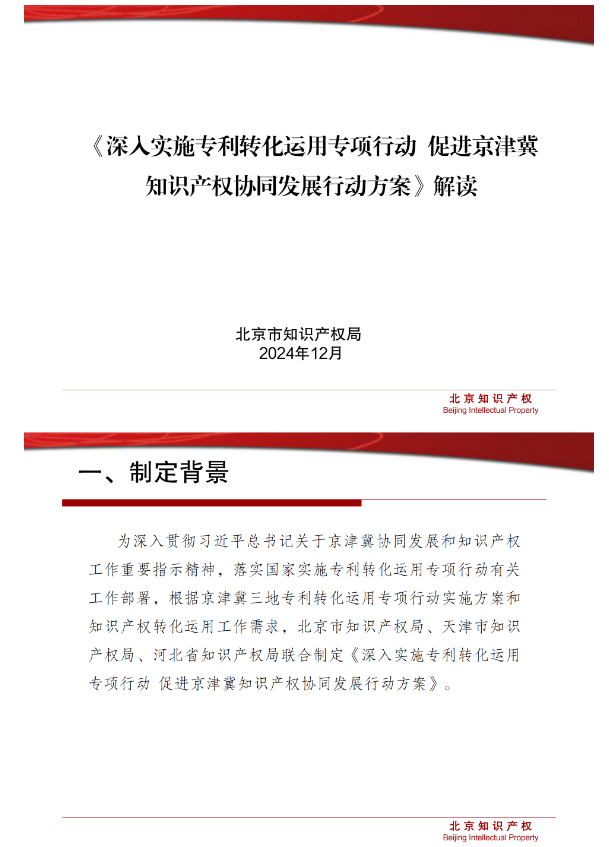 《深入实施专利转化运用专项行动 促进京津冀
知识产权协同发展行动方案》解读
北京市知识产权局
2024年12月
北京知识产权
Beijing Intellectual Property
一、制定背景
为深入贯彻习近平总书记关于京津冀协同发展和知识产权
工作重要指示精神，落实国家实施专利转化运用专项行动有关
工作部署，根据京津冀三地专利转化运用专项行动实施方案和
知识产权转化运用工作需求，北京市知识产权局、天津市知识
产权局、河北省知识产权局联合制定《深入实施专利转化运用
专项行动 促进京津冀知识产权协同发展行动方案》。
北京知识产权
Beijing Intellectual Property